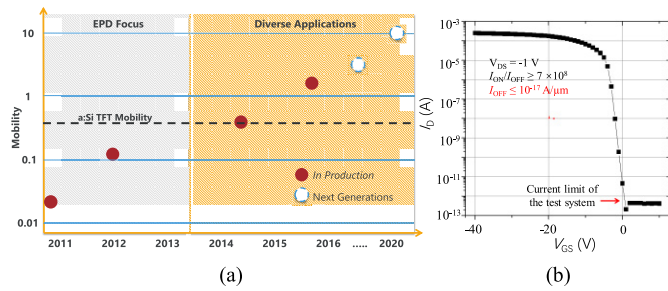 EPD Focus
Diverse Applications
10
1
0.1
0.01
Mobility
a:Si TFT Mobility
In Production
Next Generations
2011
2012
2013
2014
2015
2016
.....
2020
(a)
10⁻³
10⁻⁵
10⁻⁷
10⁻⁹
10⁻¹¹
10⁻¹³
I_D (A)
V_DS = -1 V
I_ON/I_OFF ≥ 7 ×10⁸
I_OFF ≤ 10⁻¹⁷ A/μm
Current limit of
the test system
-40
-20
0
20
V_GS (V)
(b)